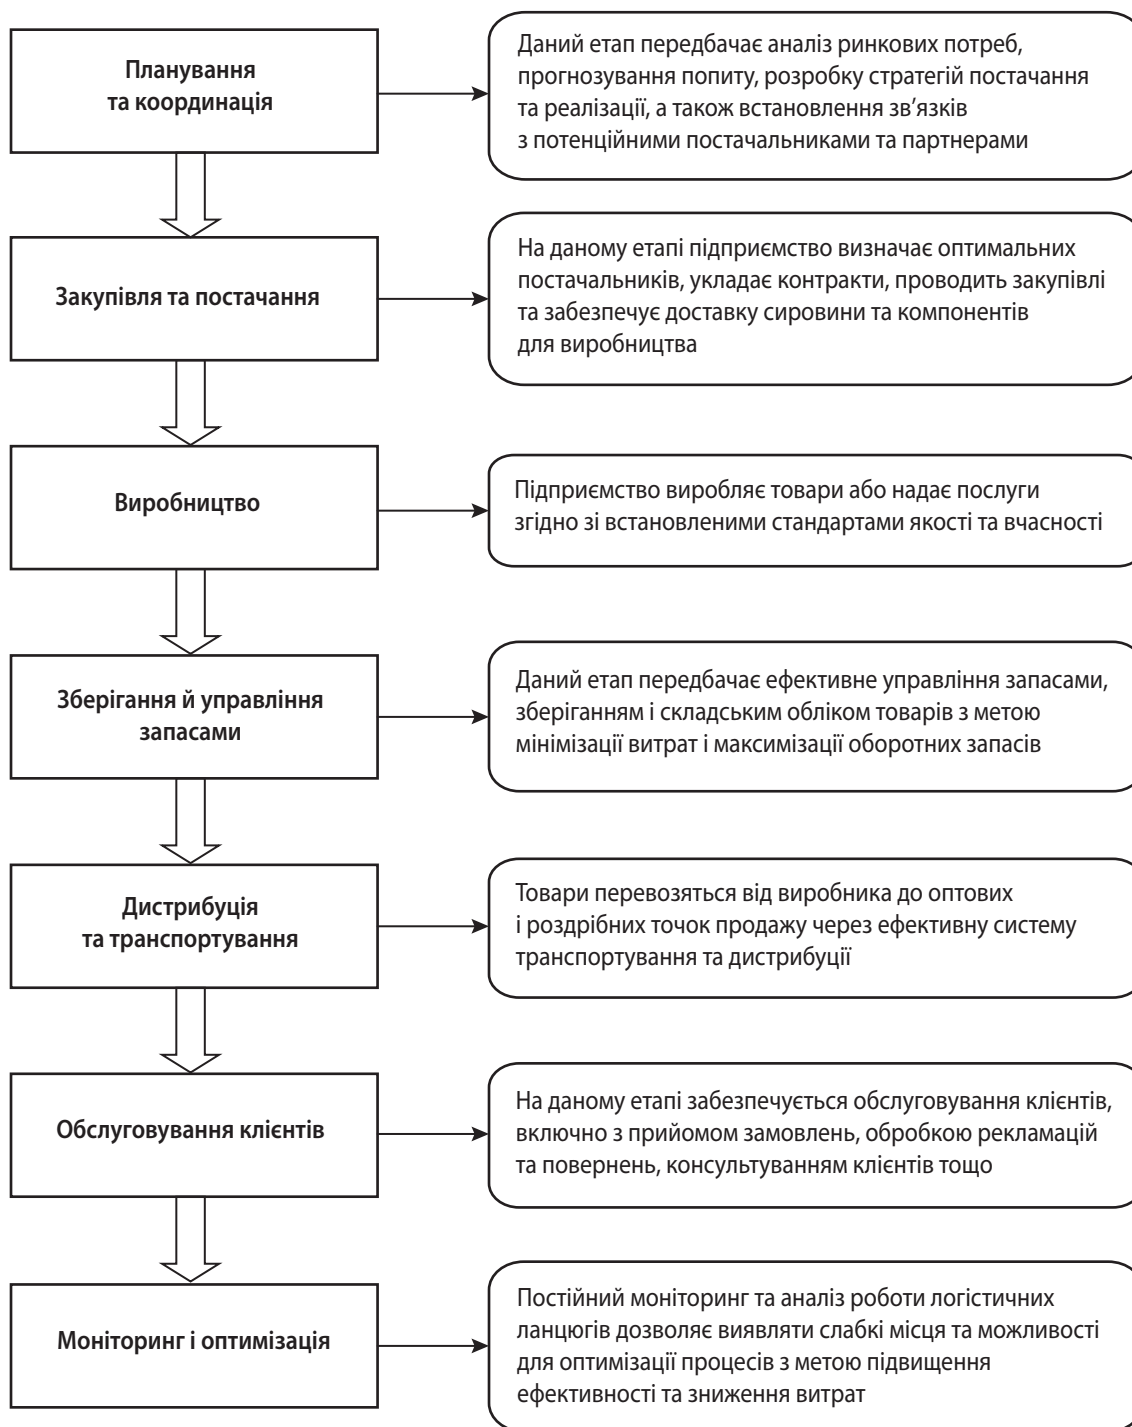 Планування
та координація
Даний етап передбачає аналіз ринкових потреб,
прогнозування попиту, розробку стратегій постачання
та реалізації, а також встановлення зв’язків
з потенційними постачальниками та партнерами
Закупівля та постачання
На даному етапі підприємство визначає оптимальних
постачальників, укладає контракти, проводить закупівлі
та забезпечує доставку сировини та компонентів
для виробництва
Виробництво
Підприємство виробляє товари або надає послуги
згідно зі встановленими стандартами якості та вчасності
Зберігання й управління
запасами
Даний етап передбачає ефективне управління запасами,
зберіганням і складським обліком товарів з метою
мінімізації витрат і максимізації оборотних запасів
Дистрибуція
та транспортування
Товари перевозяться від виробника до оптових
і роздрібних точок продажу через ефективну систему
транспортування та дистрибуції
Обслуговування клієнтів
На даному етапі забезпечується обслуговування клієнтів,
включно з прийомом замовлень, обробкою рекламацій
та повернень, консультуванням клієнтів тощо
Моніторинг і оптимізація
Постійний моніторинг та аналіз роботи логістичних
ланцюгів дозволяє виявляти слабкі місця та можливості
для оптимізації процесів з метою підвищення
ефективності та зниження витрат